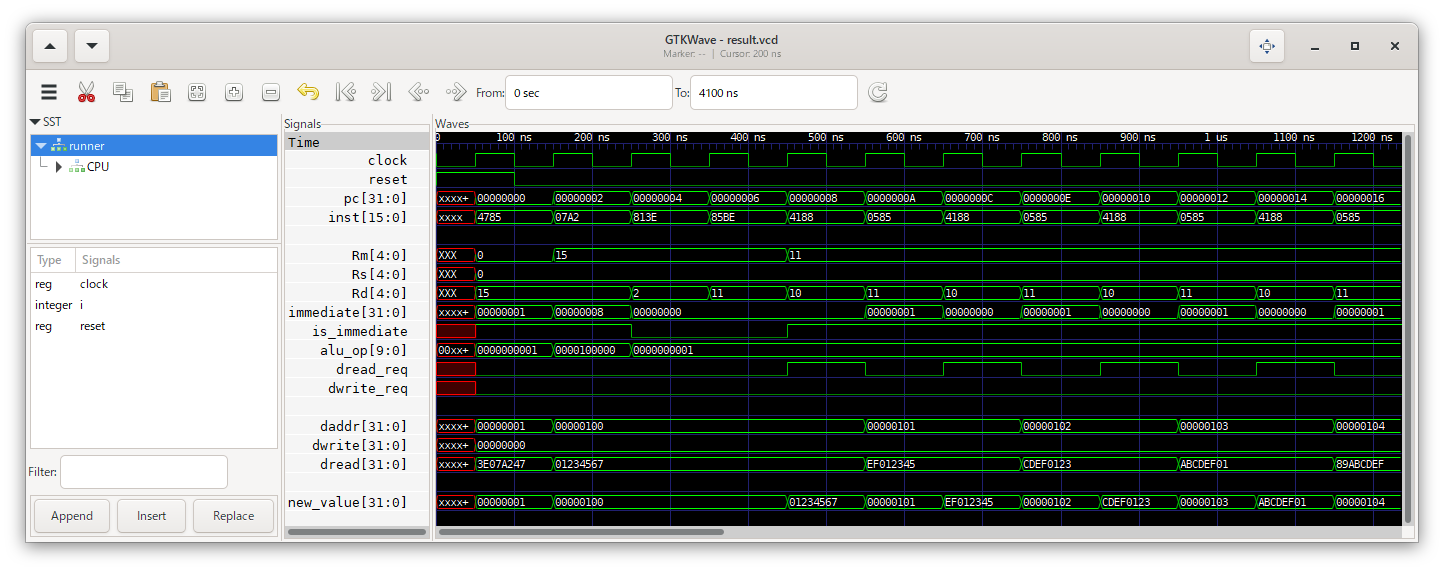 GTKWave - result.vcd
Marker: -- | Cursor: 200 ns
From: 0 sec To: 4100 ns
SST
runner
CPU
Type Signals
reg clock
integer i
reg reset
Filter:
Append Insert Replace
Signals
Time
clock
reset
pc[31:0]
inst[15:0]
Rm[4:0]
Rs[4:0]
Rd[4:0]
immediate[31:0]
is_immediate
alu_op[9:0]
dread_req
dwrite_req
daddr[31:0]
dwrite[31:0]
dread[31:0]
new_value[31:0]
Waves
0 100 ns 200 ns 300 ns 400 ns 500 ns 600 ns 700 ns 800 ns 900 ns 1 us 1100 ns 1200 ns
xxxx+ 00000000 00000002 00000004 00000006 00000008 0000000A 0000000C 0000000E 00000010 00000012 00000014 00000016
xxxx 4785 07A2 813E 85BE 4188 0585 4188 0585 4188 0585 4188 0585
XXX 0 15 11
XXX 0
XXX 15 2 11 10 11 10 11 10 11 10 11
xxxx+ 00000001 00000008 00000000 00000001 00000000 00000001 00000000 00000001 00000000 00000001
00xx+ 0000000001 0000100000 0000000001
xxxx+ 00000001 00000100 00000101 00000102 00000103 00000104
xxxx+ 00000000
xxxx+ 3E07A247 01234567 EF012345 CDEF0123 ABCDEF01 89ABCDEF
xxxx+ 00000001 00000100 01234567 00000101 EF012345 00000102 CDEF0123 00000103 ABCDEF01 00000104